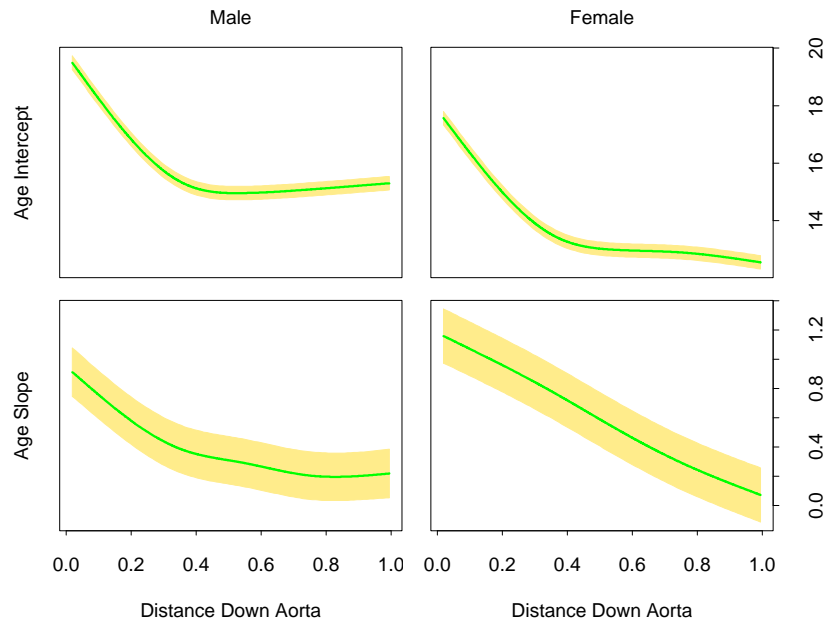 Male Female
Age Intercept
14 16 18 20
Age Slope
0.0 0.4 0.8 1.2
0.0 0.2 0.4 0.6 0.8 1.0 0.0 0.2 0.4 0.6 0.8 1.0
Distance Down Aorta Distance Down Aorta